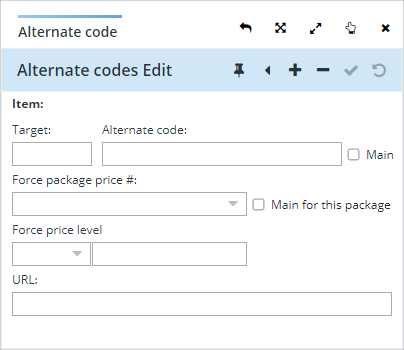 Alternate code
Alternate codes Edit
Item:
Target: Alternate code:
Main
Force package price #:
Main for this package
Force price level
URL: